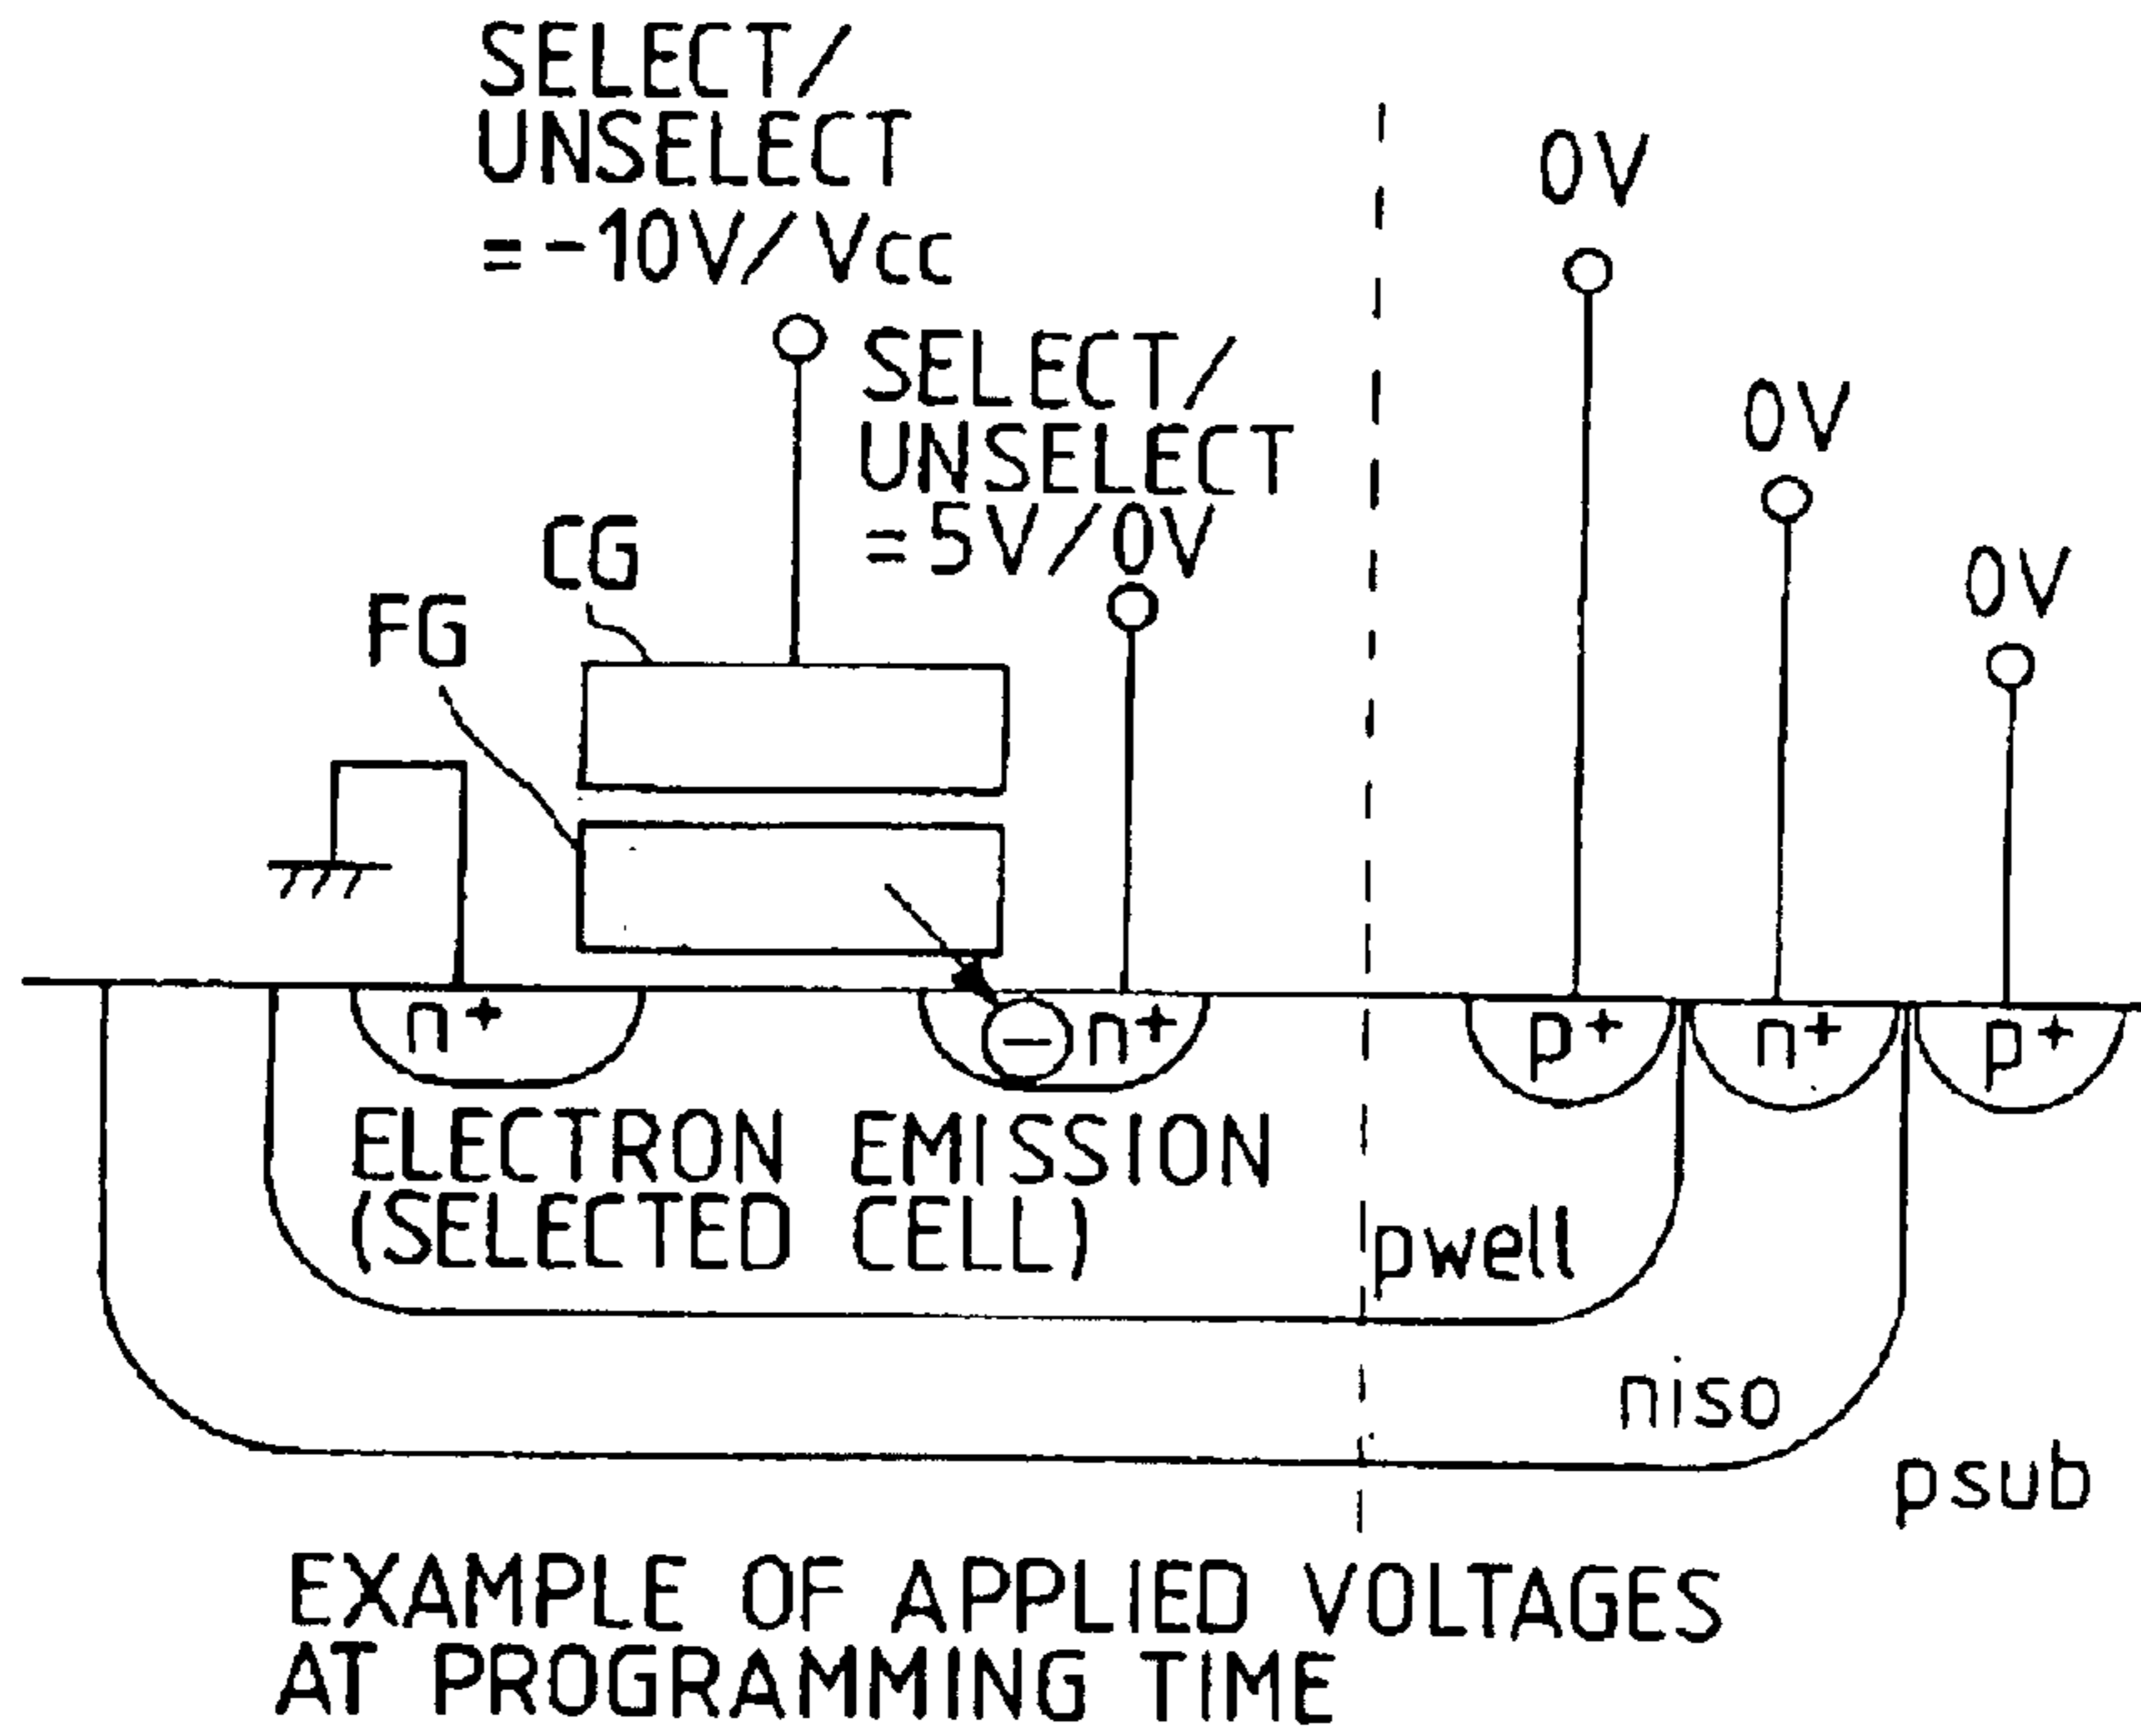 SELECT/
UNSELECT
=-10V/Vcc
0V
SELECT/
UNSELECT
=5V/0V
0V
CG
0V
FG
n+
- n+
p+
n+
p+
ELECTRON EMISSION
(SELECTED CELL)
pwell
niso
psub
EXAMPLE OF APPLIED VOLTAGES
AT PROGRAMMING TIME